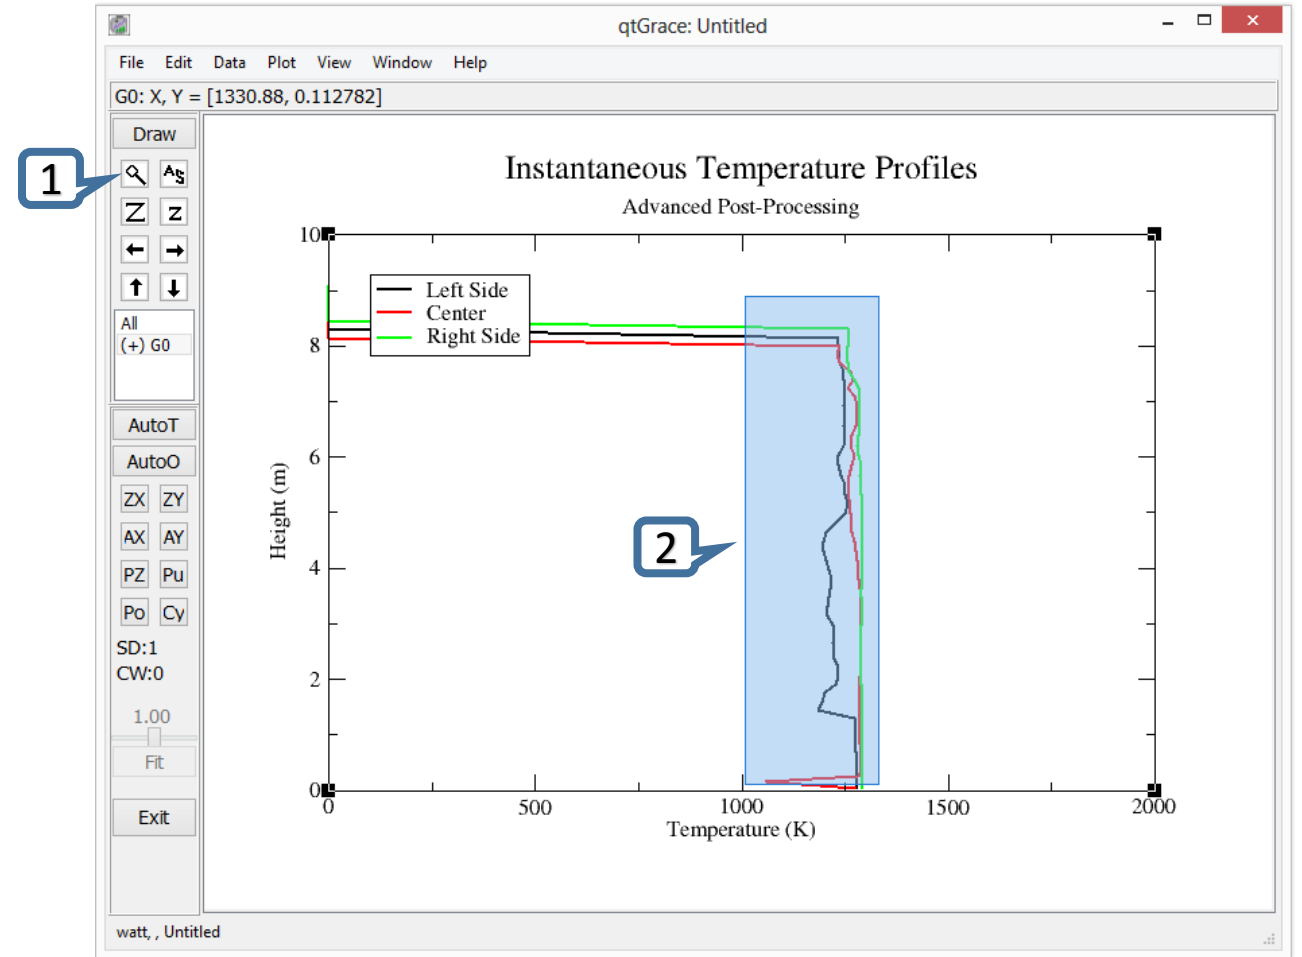 qtGrace: Untitled
File Edit Data Plot View Window Help
G0: X, Y = [1330.88, 0.112782]
Draw
1
AS
Z z
All
(+) G0
AutoT
AutoO
ZX ZY
AX AY
PZ Pu
Po Cy
SD:1
CW:0
1.00
Fit
Exit
Instantaneous Temperature Profiles
Advanced Post-Processing
Left Side
Center
Right Side
10
8
6
4
2
0
Height (m)
2
0 500 1000 1500 2000
Temperature (K)
watt, , Untitled